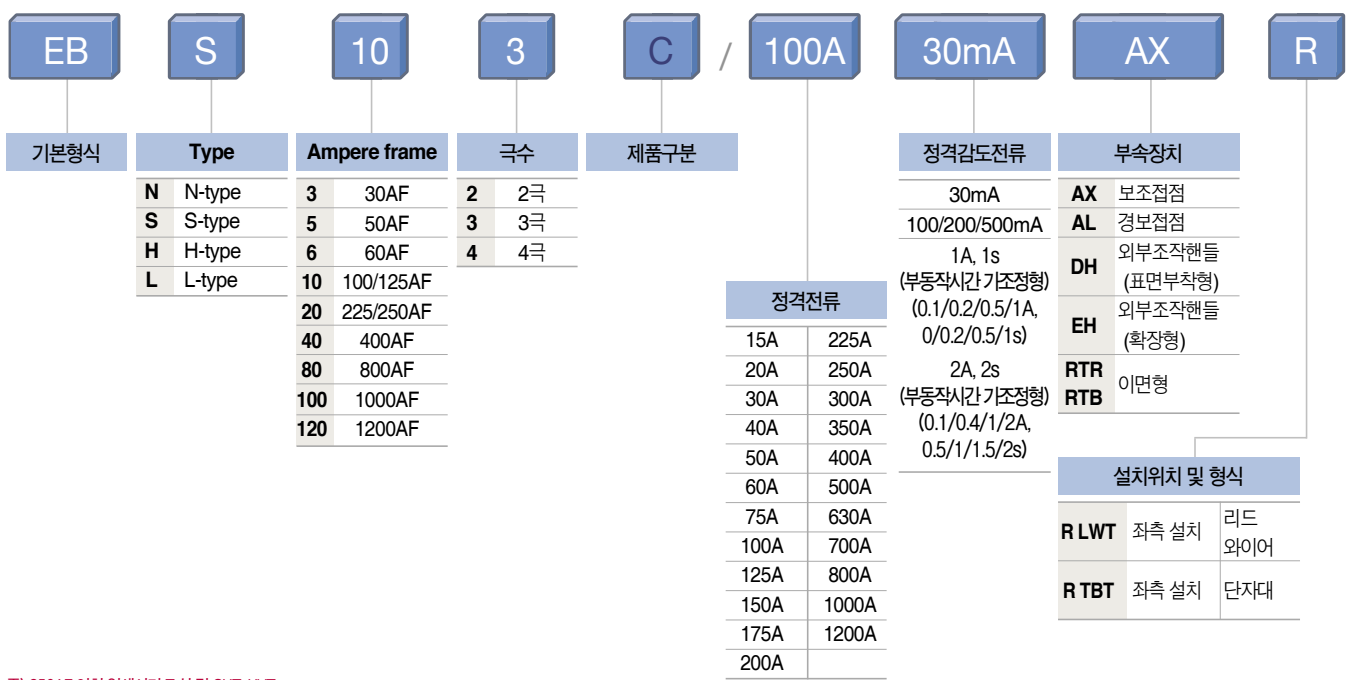 EB S 10 3 C / 100A 30mA AX R
기본형식
Type
N N-type
S S-type
H H-type
L L-type
Ampere frame
3 30AF
5 50AF
6 60AF
10 100/125AF
20 225/250AF
40 400AF
80 800AF
100 1000AF
120 1200AF
극수
2 2극
3 3극
4 4극
제품구분
정격전류
15A 225A
20A 250A
30A 300A
40A 350A
50A 400A
60A 500A
75A 630A
100A 700A
125A 800A
150A 1000A
175A 1200A
200A
정격감도전류
30mA
100/200/500mA
1A, 1s
(부동작시간 가조정형)
(0.1/0.2/0.5/1A,
0/0.2/0.5/1s)
2A, 2s
(부동작시간 가조정형)
(0.1/0.4/1/2A,
0.5/1/1.5/2s)
부속장치
AX 보조접점
AL 경보접점
DH 외부조작핸들
(표면부착형)
EH 외부조작핸들
(확장형)
RTR
RTB 이면형
설치위치 및 형식
R LWT 좌측 설치 리드
와이어
R TBT 좌측 설치 단자대